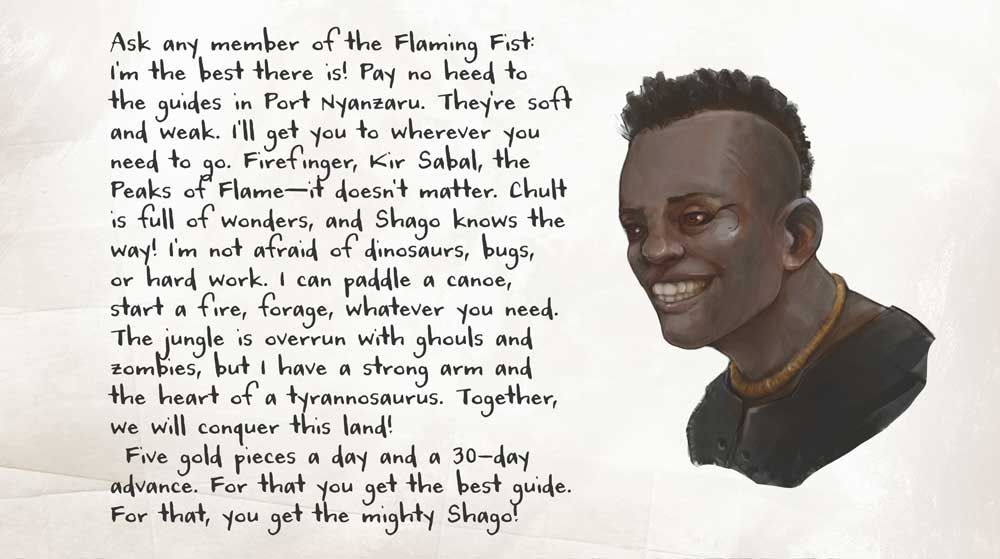 Ask any member of the Flaming Fist:
I'm the best there is! Pay no heed to
the guides in Port Nyanzaru. They're soft
and weak. I'll get you to wherever you
need to go. Firefinger, Kir Sabal, the
Peaks of Flame—it doesn't matter. Chult
is full of wonders, and Shago knows the
way! I'm not afraid of dinosaurs, bugs,
or hard work. I can paddle a canoe,
start a fire, forage, whatever you need.
The jungle is overrun with ghouls and
zombies, but I have a strong arm and
the heart of a tyrannosaurus. Together,
we will conquer this land!
Five gold pieces a day and a 30-day
advance. For that you get the best guide.
For that, you get the mighty Shago!